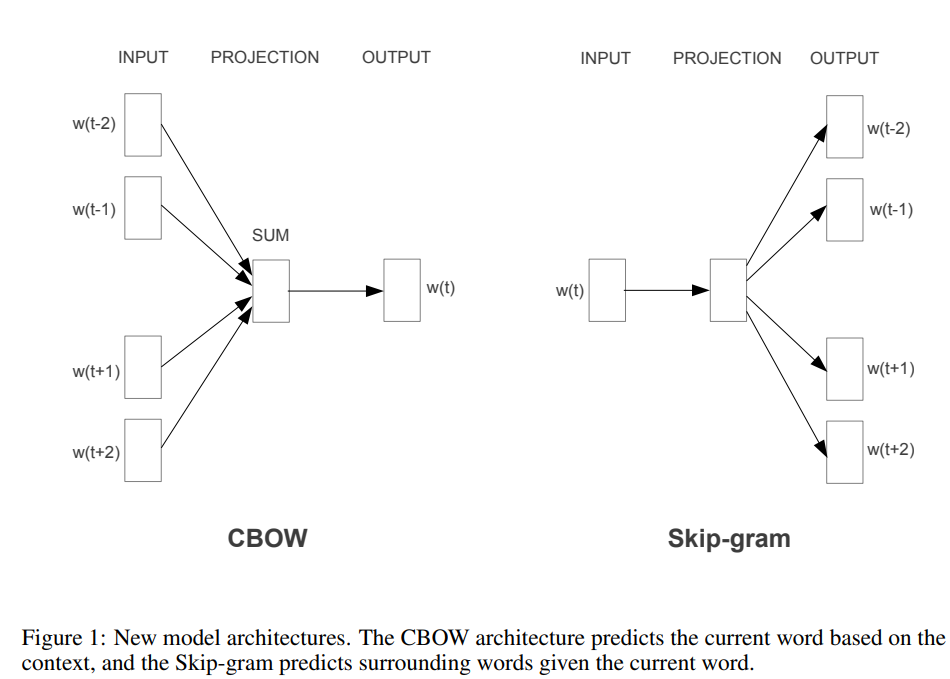 INPUT PROJECTION OUTPUT
w(t-2)
w(t-1)
SUM
w(t)
w(t+1)
w(t+2)
CBOW
INPUT PROJECTION OUTPUT
w(t-2)
w(t-1)
w(t)
w(t+1)
w(t+2)
Skip-gram
Figure 1: New model architectures. The CBOW architecture predicts the current word based on the
context, and the Skip-gram predicts surrounding words given the current word.